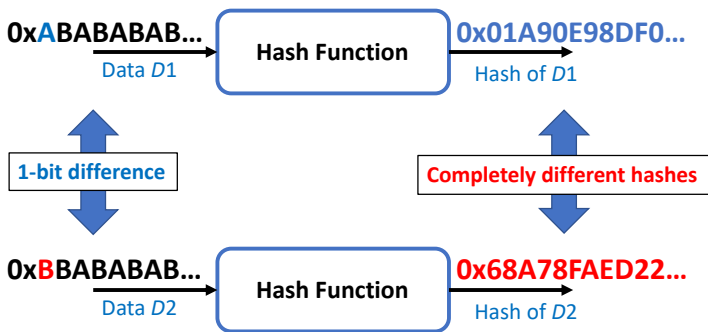 0xABABABAB...
Hash Function
0x01A90E98DF0...
Data D1
Hash of D1
1-bit difference
Completely different hashes
0xBBABABAB...
Hash Function
0x68A78FAED22...
Data D2
Hash of D2